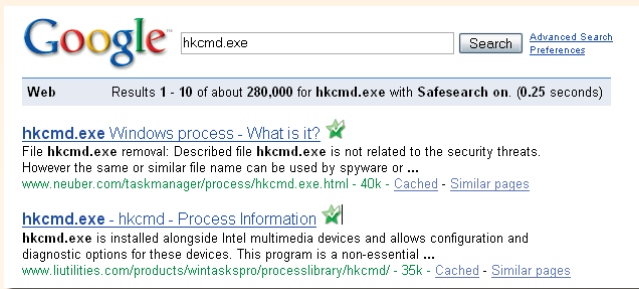 Google hkcmd.exe Search Advanced Search
Preferences
Web Results 1 - 10 of about 280,000 for hkcmd.exe with Safesearch on. (0.25 seconds)
hkcmd.exe Windows process - What is it?
File hkcmd.exe removal: Described file hkcmd.exe is not related to the security threats.
However the same or similar file name can be used by spyware or ...
www.neuber.com/taskmanager/process/hkcmd.exe.html - 40k - Cached - Similar pages
hkcmd.exe - hkcmd - Process Information
hkcmd.exe is installed alongside Intel multimedia devices and allows configuration and
diagnostic options for these devices. This program is a non-essential ...
www.liutilities.com/products/wintaskspro/processlibrary/hkcmd/ - 35k - Cached - Similar pages